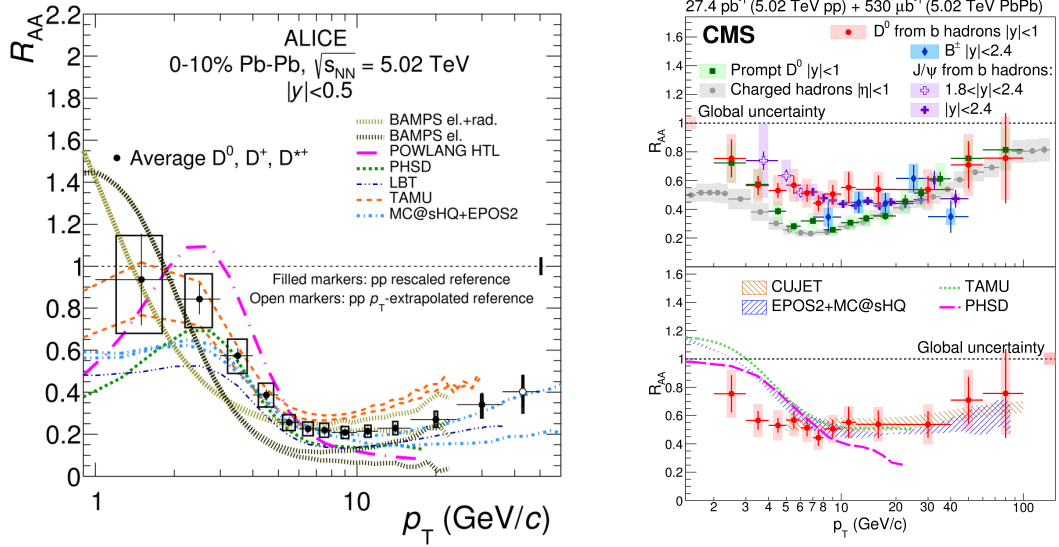 R_AA
2.2
2
1.8
1.6
1.4
1.2
1
0.8
0.6
0.4
0.2
0
ALICE
0-10% Pb-Pb, √s_NN = 5.02 TeV
|y|<0.5
BAMPS el.+rad.
BAMPS el.
POWLANG HTL
PHSD
LBT
TAMU
MC@sHQ+EPOS2
Average D^0, D^+, D^*+
Filled markers: pp rescaled reference
Open markers: pp p_T-extrapolated reference
1
10
p_T (GeV/c)
27.4 pb^-1 (5.02 TeV pp) + 530 μb^-1 (5.02 TeV PbPb)
CMS
D^0 from b hadrons |y|<1
B^± |y|<2.4
J/ψ from b hadrons:
1.8<|y|<2.4
|y|<2.4
Prompt D^0 |y|<1
Charged hadrons |η|<1
Global uncertainty
R_AA
1.6
1.4
1.2
1
0.8
0.6
0.4
0.2
CUJET
EPOS2+MC@sHQ
TAMU
PHSD
Global uncertainty
R_AA
1.6
1.4
1.2
1
0.8
0.6
0.4
0.2
0
2
3
4
5
6
7
8
10
20
30
100
p_T (GeV/c)